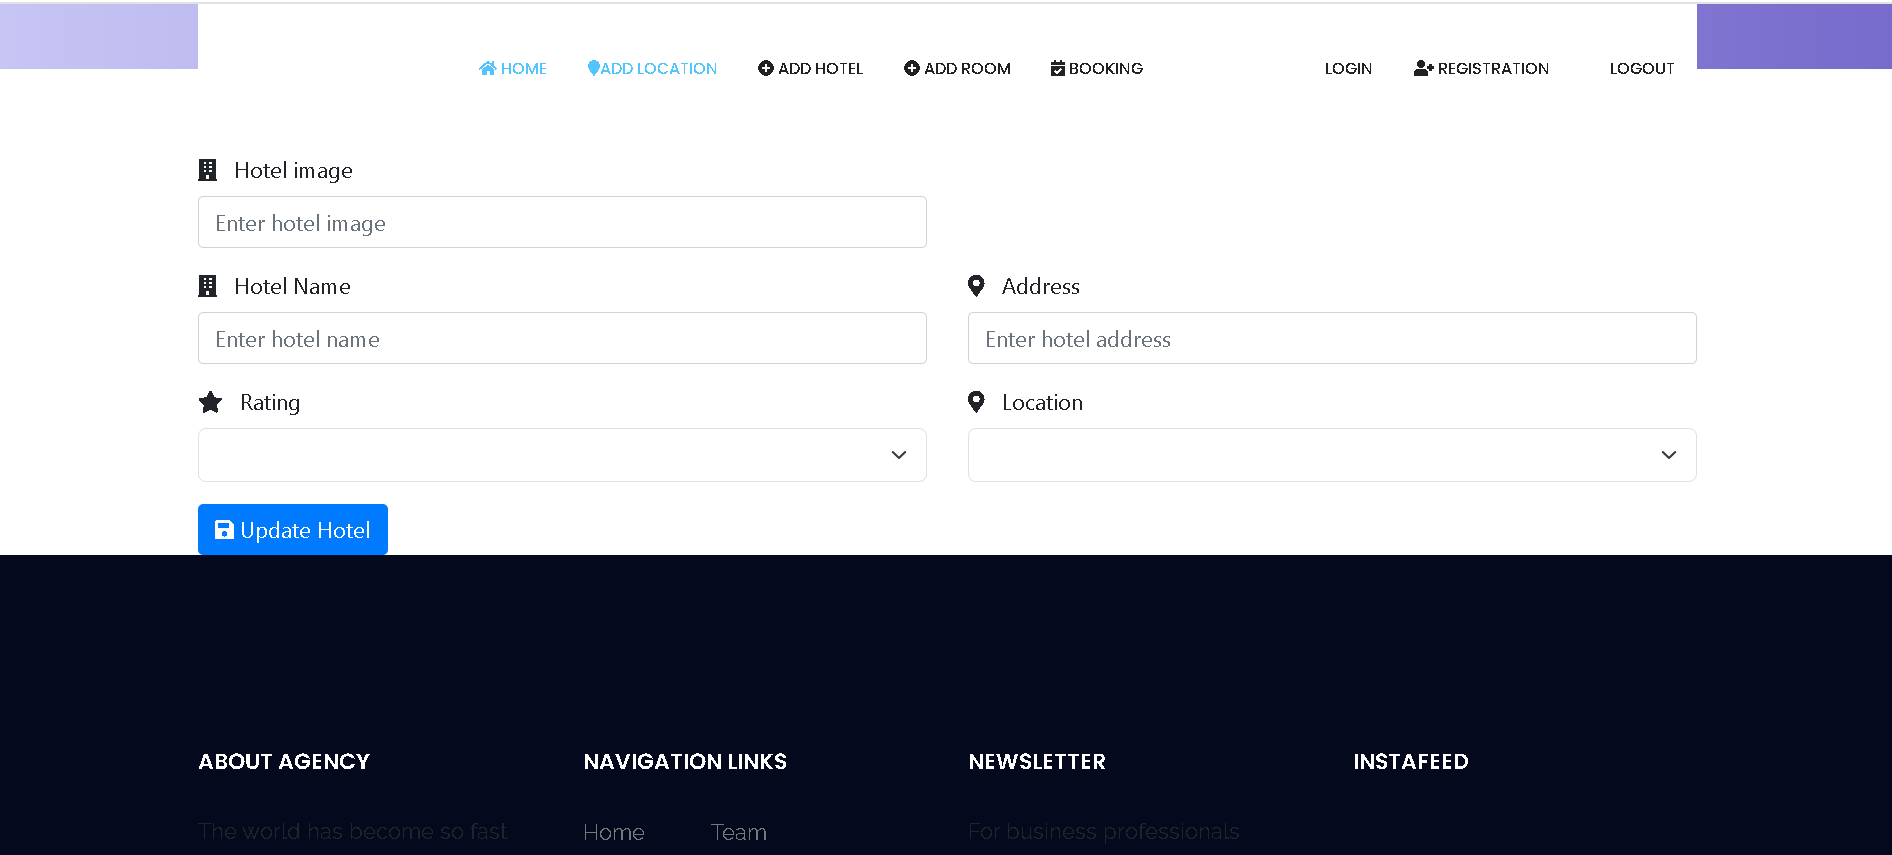 HOME ADD LOCATION ADD HOTEL ADD ROOM BOOKING LOGIN REGISTRATION LOGOUT
Hotel image
Enter hotel image
Hotel Name Address
Enter hotel name Enter hotel address
Rating Location
Update Hotel
ABOUT AGENCY NAVIGATION LINKS NEWSLETTER INSTAFEED
The world has become so fast Home Team For business professionals